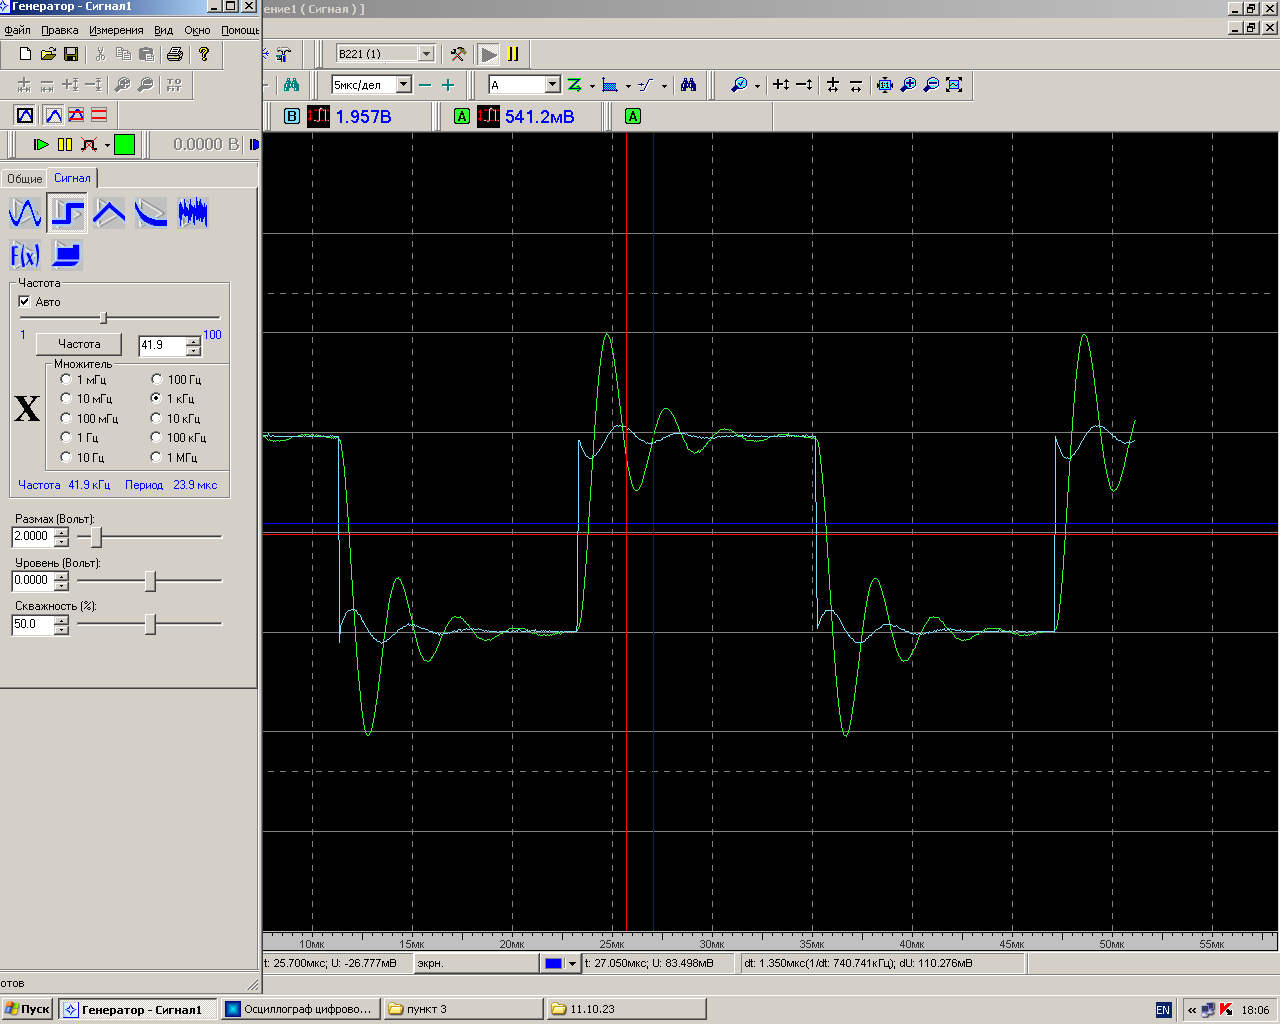 Генератор - Сигнал1
ение1 ( Сигнал ) ]
Файл Правка Измерения Вид Окно Помощь
B221 (1)
TO FIT
5мкс/дел
A
B 1.957В
A 541.2мВ
A
0.0000 В
Общие Сигнал
F(x)
Частота
Авто
1 100
Частота 41.9
Множитель
X
1 мГц 100 Гц
10 мГц 1 кГц
100 мГц 10 кГц
1 Гц 100 кГц
10 Гц 1 МГц
Частота 41.9 кГц Период 23.9 мкс
Размах (Вольт):
2.0000
Уровень (Вольт):
0.0000
Скважность (%):
50.0
10мк 15мк 20мк 25мк 30мк 35мк 40мк 45мк 50мк 55мк
t: 25.700мкс; U: -26.777мВ экрн. t: 27.050мкс; U: 83.498мВ dt: 1.350мкс(1/dt: 740.741кГц); dU: 110.276мВ
отов
Пуск Генератор - Сигнал1 Осциллограф цифрово... пункт 3 11.10.23 EN « 18:06